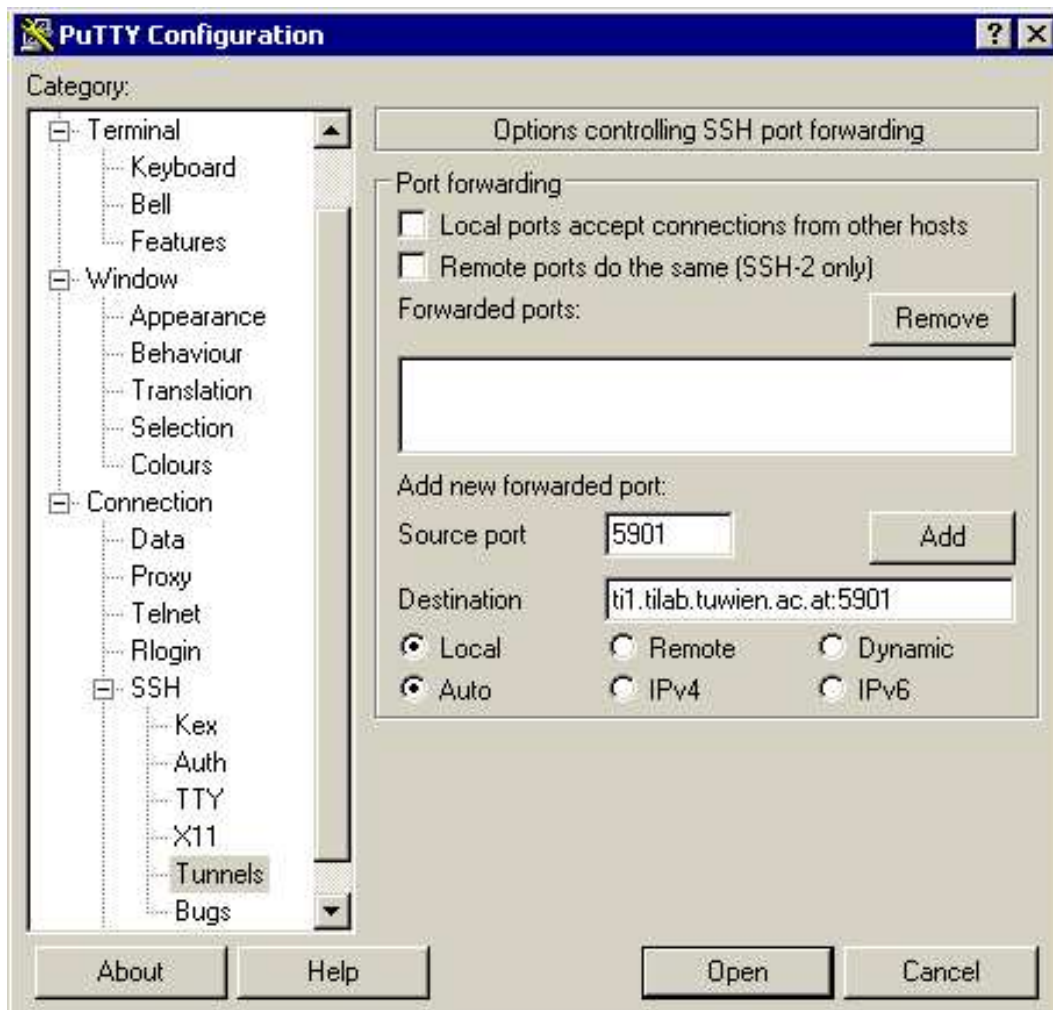 PuTTY Configuration
Category:
Terminal
Keyboard
Bell
Features
Window
Appearance
Behaviour
Translation
Selection
Colours
Connection
Data
Proxy
Telnet
Rlogin
SSH
Kex
Auth
TTY
X11
Tunnels
Bugs
Options controlling SSH port forwarding
Port forwarding
Local ports accept connections from other hosts
Remote ports do the same (SSH-2 only)
Forwarded ports:
Remove
Add new forwarded port:
Source port 5901 Add
Destination ti1.tilab.tuwien.ac.at:5901
Local Remote Dynamic
Auto IPv4 IPv6
About Help Open Cancel